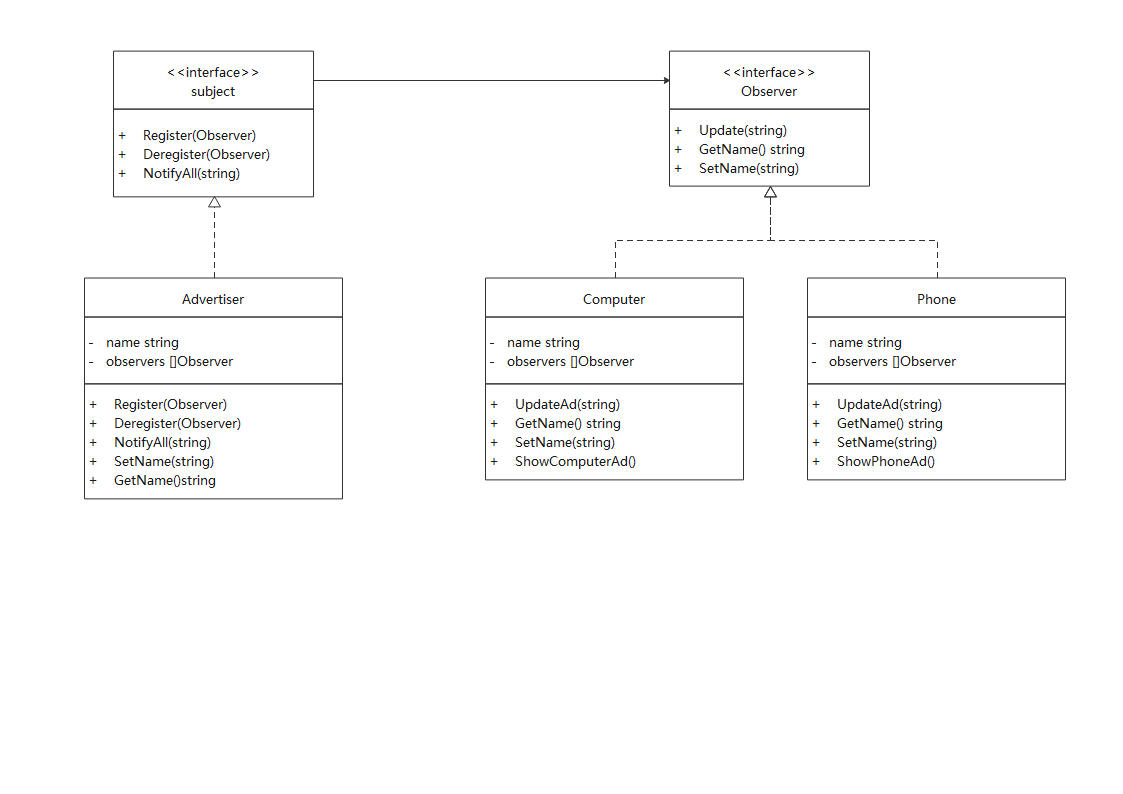 <<interface>>
subject
+ Register(Observer)
+ Deregister(Observer)
+ NotifyAll(string)
<<interface>>
Observer
+ Update(string)
+ GetName() string
+ SetName(string)
Advertiser
- name string
- observers []Observer
+ Register(Observer)
+ Deregister(Observer)
+ NotifyAll(string)
+ SetName(string)
+ GetName()string
Computer
- name string
- observers []Observer
+ UpdateAd(string)
+ GetName() string
+ SetName(string)
+ ShowComputerAd()
Phone
- name string
- observers []Observer
+ UpdateAd(string)
+ GetName() string
+ SetName(string)
+ ShowPhoneAd()